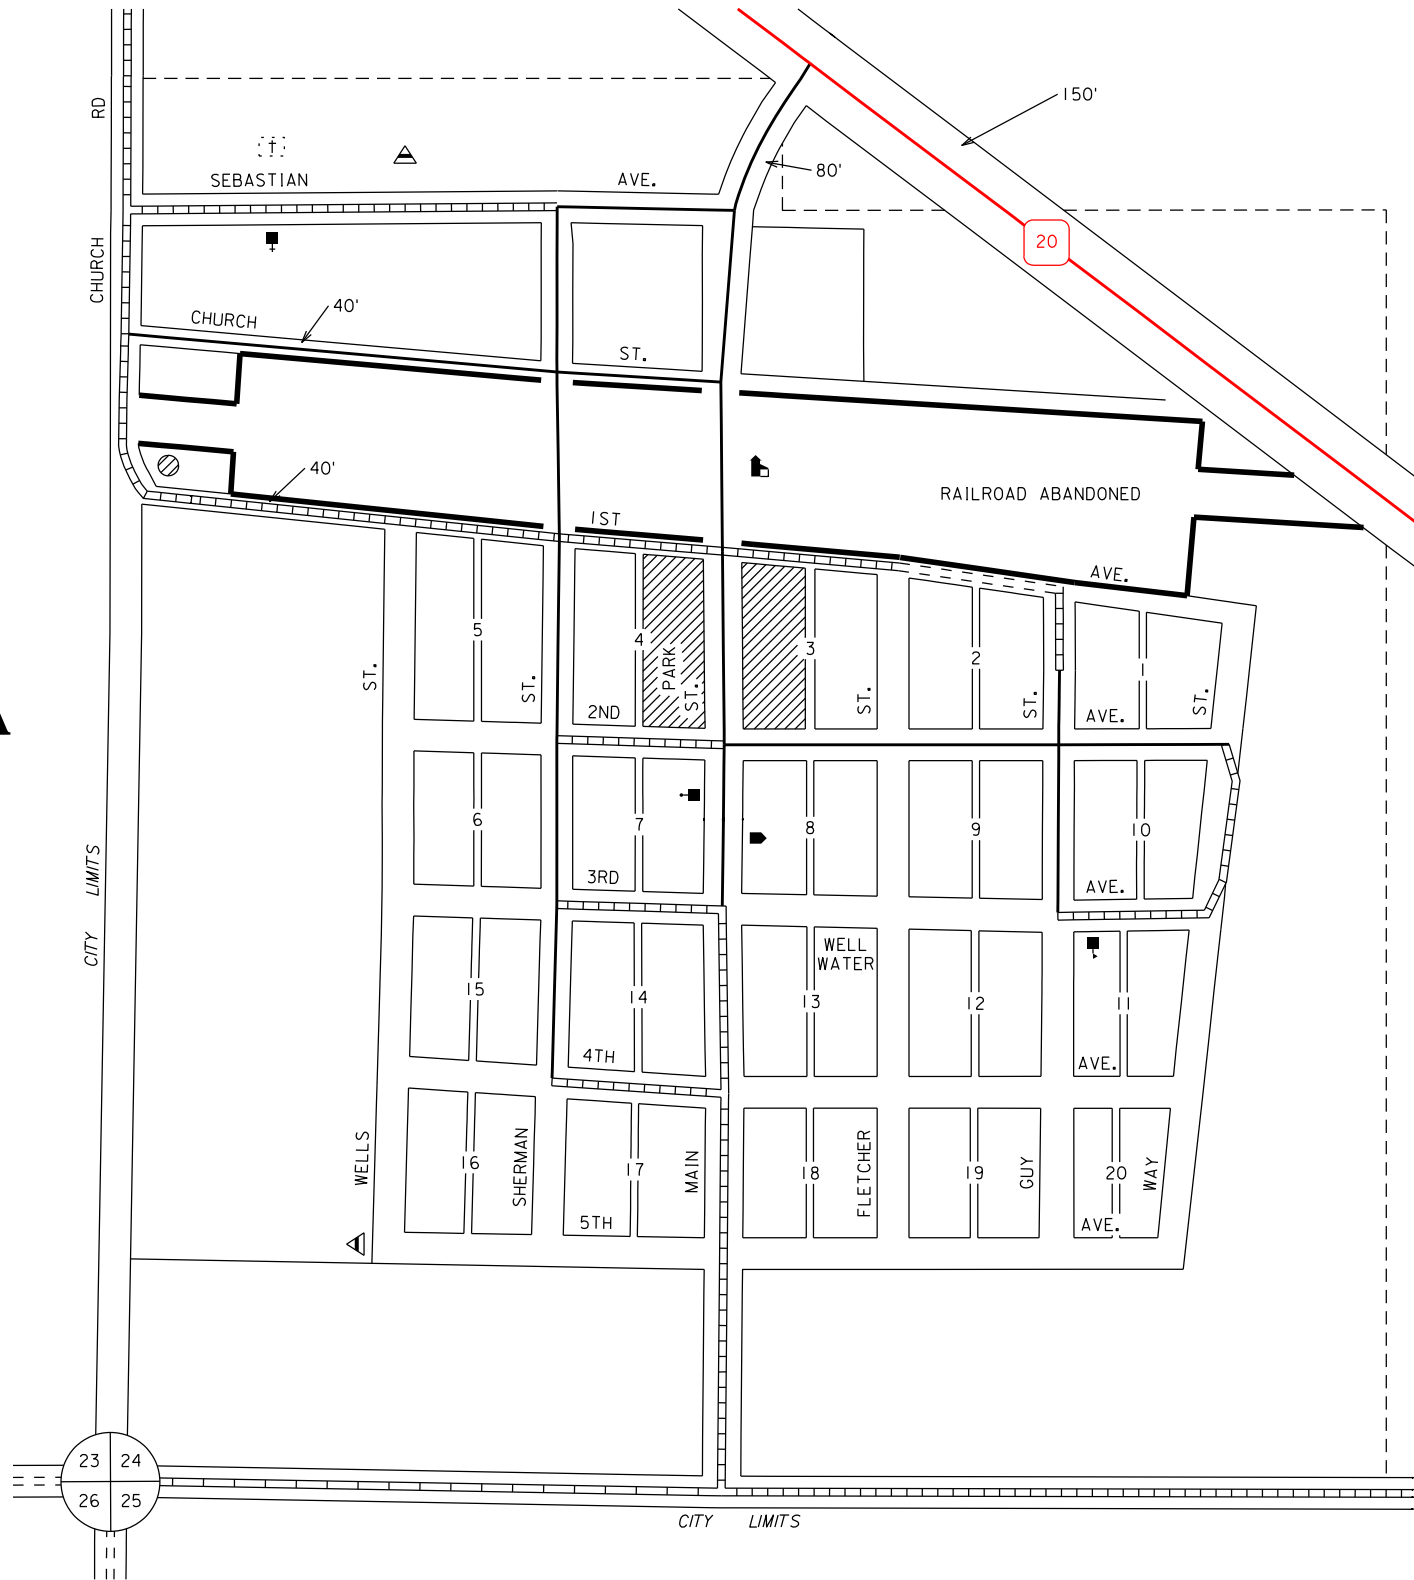 RD
150'
80'
SEBASTIAN AVE.
20
CHURCH
CHURCH ST.
40'
40'
RAILROAD ABANDONED
1ST AVE.
5
4
3
2
1
PARK
ST.
ST.
ST.
ST.
ST.
ST.
2ND AVE.
6
7
8
9
10
3RD AVE.
CITY LIMITS
WELL
WATER
15
14
13
12
11
4TH AVE.
WELLS
SHERMAN
MAIN
FLETCHER
GUY
WAY
16
17
18
19
20
5TH AVE.
23 24
26 25
CITY LIMITS